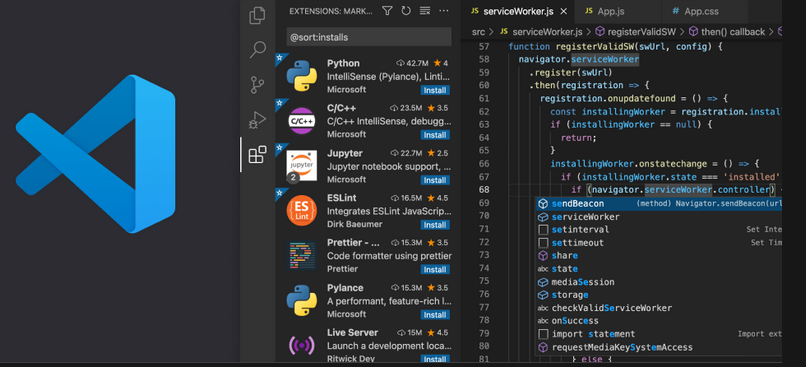 EXTENSIONS: MARK...
@sort:installs
Python 42.7M 4
IntelliSense (Pylance), Linti...
Microsoft Install
C/C++ 23.5M 3.5
C/C++ IntelliSense, debugg...
Microsoft Install
Jupyter 22.7M 2.5
Jupyter notebook support, ...
2 Microsoft Install
ESLint 16.5M 4.5
Integrates ESLint JavaScrip...
Dirk Baeumer Install
Prettier - ... 15.3M 3.5
Code formatter using prettier
Prettier Install
Pylance 15.3M 3.5
A performant, feature-rich l...
Microsoft Install
Live Server 15M 4.5
Launch a development loca...
Ritwick Dev Install
C/C++
jupyter
ES
Lint
JS serviceWorker.js × JS App.js # App.css
src > JS serviceWorker.js > registerValidSW > then() callback >
57 function registerValidSW(swUrl, config) {
58 navigator.serviceWorker
59 .register(swUrl)
60 .then(registration => {
61 registration.onupdatefound = () => {
62 const installingWorker = registration.instal
63 if (installingWorker == null) {
64 return;
65 }
66 installingWorker.onstatechange = () => {
67 if (installingWorker.state === 'installed'
68 if (navigator.serviceWorker.controller) {
69 sendBeacon (method) Navigator.sendBeacon(url
70 serviceWorker
71 setinterval Set Inte
72 settimeout Set Tim
73 share
74 abc state
75 mediaSession
76 storage
77 abc checkValidServiceWorker
78 abc onSuccess
79 import statement Import ext
80 requestMediaKeySystemAccess
81 } else {